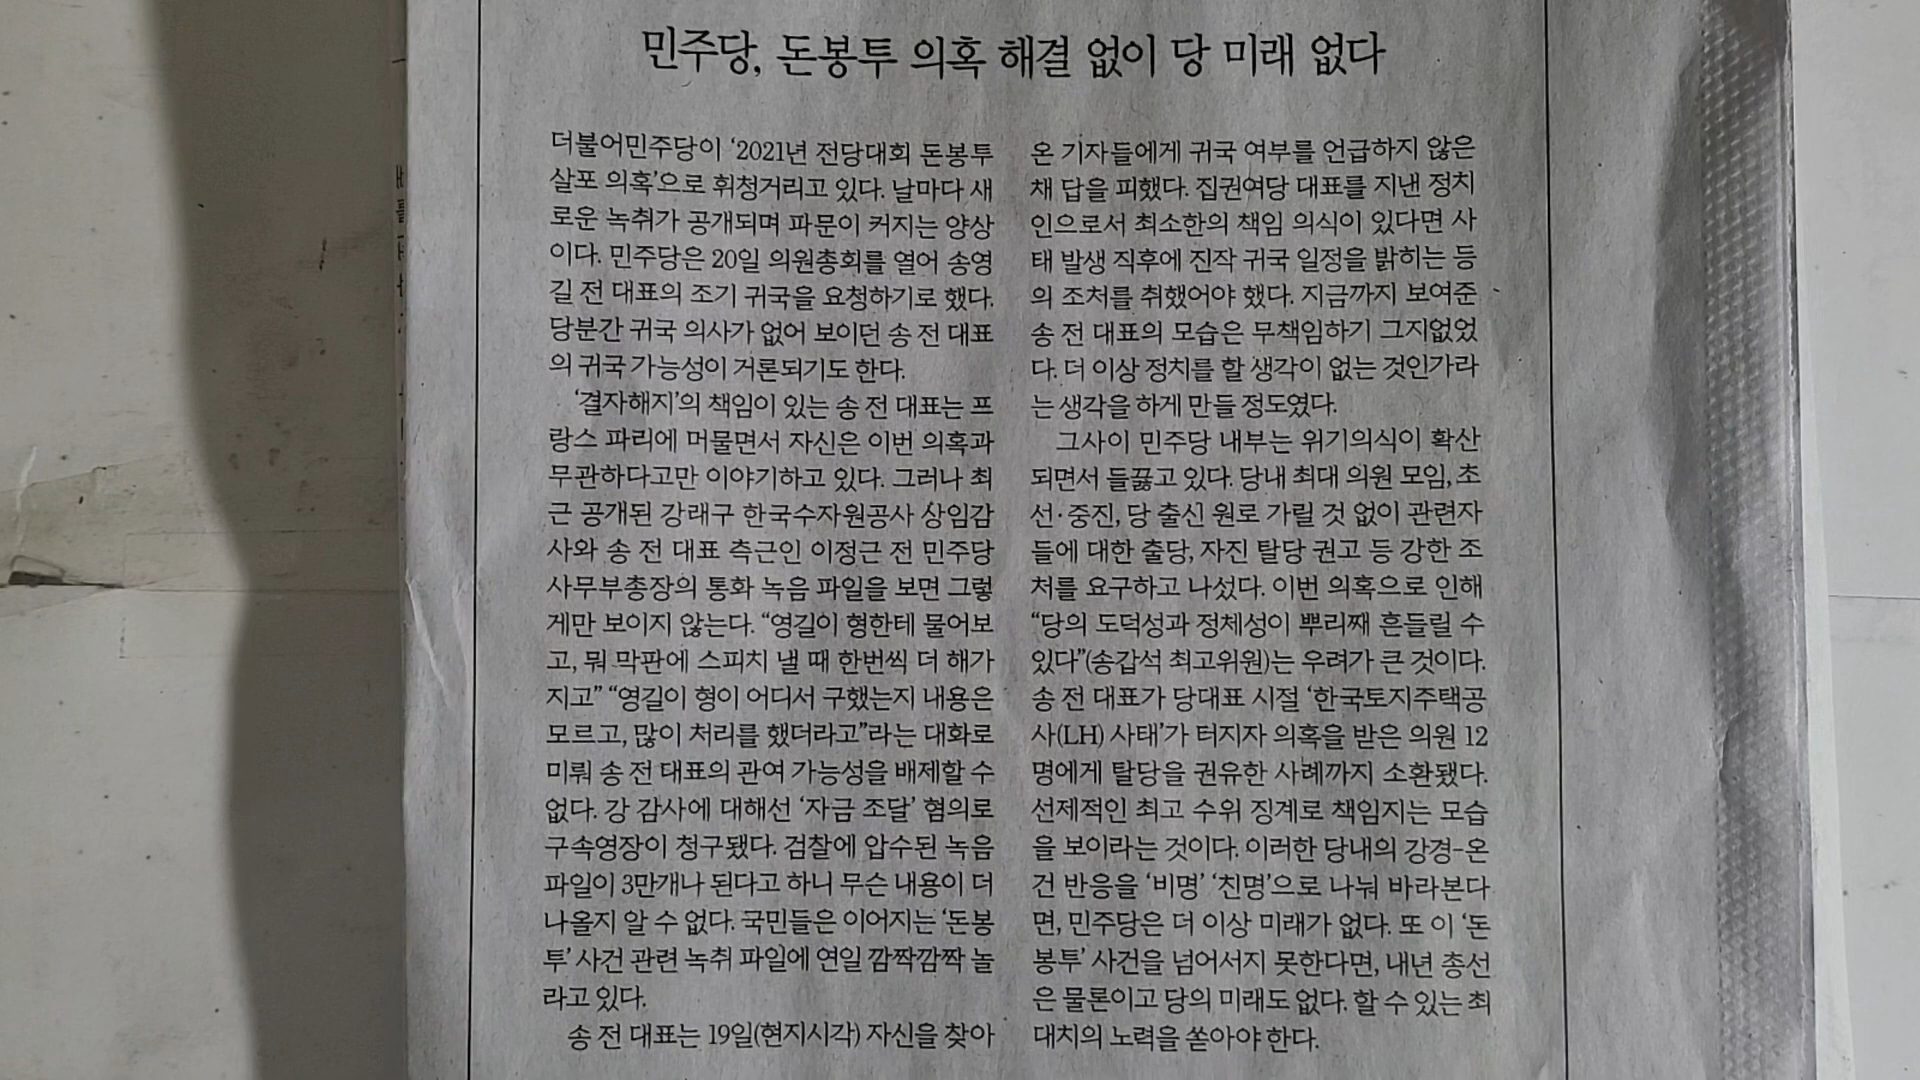 민주당, 돈봉투 의혹 해결 없이 당 미래 없다
더불어민주당이 ‘2021년 전당대회 돈봉투
살포 의혹’으로 휘청거리고 있다. 날마다 새
로운 녹취가 공개되며 파문이 커지는 양상
이다. 민주당은 20일 의원총회를 열어 송영
길 전 대표의 조기 귀국을 요청하기로 했다.
당분간 귀국 의사가 없어 보이던 송 전 대표
의 귀국 가능성이 거론되기도 한다.
‘결자해지’의 책임이 있는 송 전 대표는 프
랑스 파리에 머물면서 자신은 이번 의혹과
무관하다고만 이야기하고 있다. 그러나 최
근 공개된 강래구 한국수자원공사 상임감
사와 송 전 대표 측근인 이정근 전 민주당
사무부총장의 통화 녹음 파일을 보면 그렇
게만 보이지 않는다. “영길이 형한테 물어보
고, 뭐 막판에 스피치 낼 때 한번씩 더 해가
지고” “영길이 형이 어디서 구했는지 내용은
모르고, 많이 처리를 했더라고”라는 대화로
미뤄 송 전 대표의 관여 가능성을 배제할 수
없다. 강 감사에 대해선 ‘자금 조달’ 혐의로
구속영장이 청구됐다. 검찰에 압수된 녹음
파일이 3만개나 된다고 하니 무슨 내용이 더
나올지 알 수 없다. 국민들은 이어지는 ‘돈봉
투’ 사건 관련 녹취 파일에 연일 깜짝깜짝 놀
라고 있다.
송 전 대표는 19일(현지시각) 자신을 찾아
온 기자들에게 귀국 여부를 언급하지 않은
채 답을 피했다. 집권여당 대표를 지낸 정치
인으로서 최소한의 책임 의식이 있다면 사
태 발생 직후에 진작 귀국 일정을 밝히는 등
의 조처를 취했어야 했다. 지금까지 보여준
송 전 대표의 모습은 무책임하기 그지없었
다. 더 이상 정치를 할 생각이 없는 것인가라
는 생각을 하게 만들 정도였다.
그사이 민주당 내부는 위기의식이 확산
되면서 들끓고 있다. 당내 최대 의원 모임, 초
선·중진, 당 출신 원로 가릴 것 없이 관련자
들에 대한 출당, 자진 탈당 권고 등 강한 조
처를 요구하고 나섰다. 이번 의혹으로 인해
“당의 도덕성과 정체성이 뿌리째 흔들릴 수
있다”(송갑석 최고위원)는 우려가 큰 것이다.
송 전 대표가 당대표 시절 ‘한국토지주택공
사(LH) 사태’가 터지자 의혹을 받은 의원 12
명에게 탈당을 권유한 사례까지 소환됐다.
선제적인 최고 수위 징계로 책임지는 모습
을 보이라는 것이다. 이러한 당내의 강경-온
건 반응을 ‘비명’ ‘친명’으로 나눠 바라본다
면, 민주당은 더 이상 미래가 없다. 또 이 ‘돈
봉투’ 사건을 넘어서지 못한다면, 내년 총선
은 물론이고 당의 미래도 없다. 할 수 있는 최
대치의 노력을 쏟아야 한다.